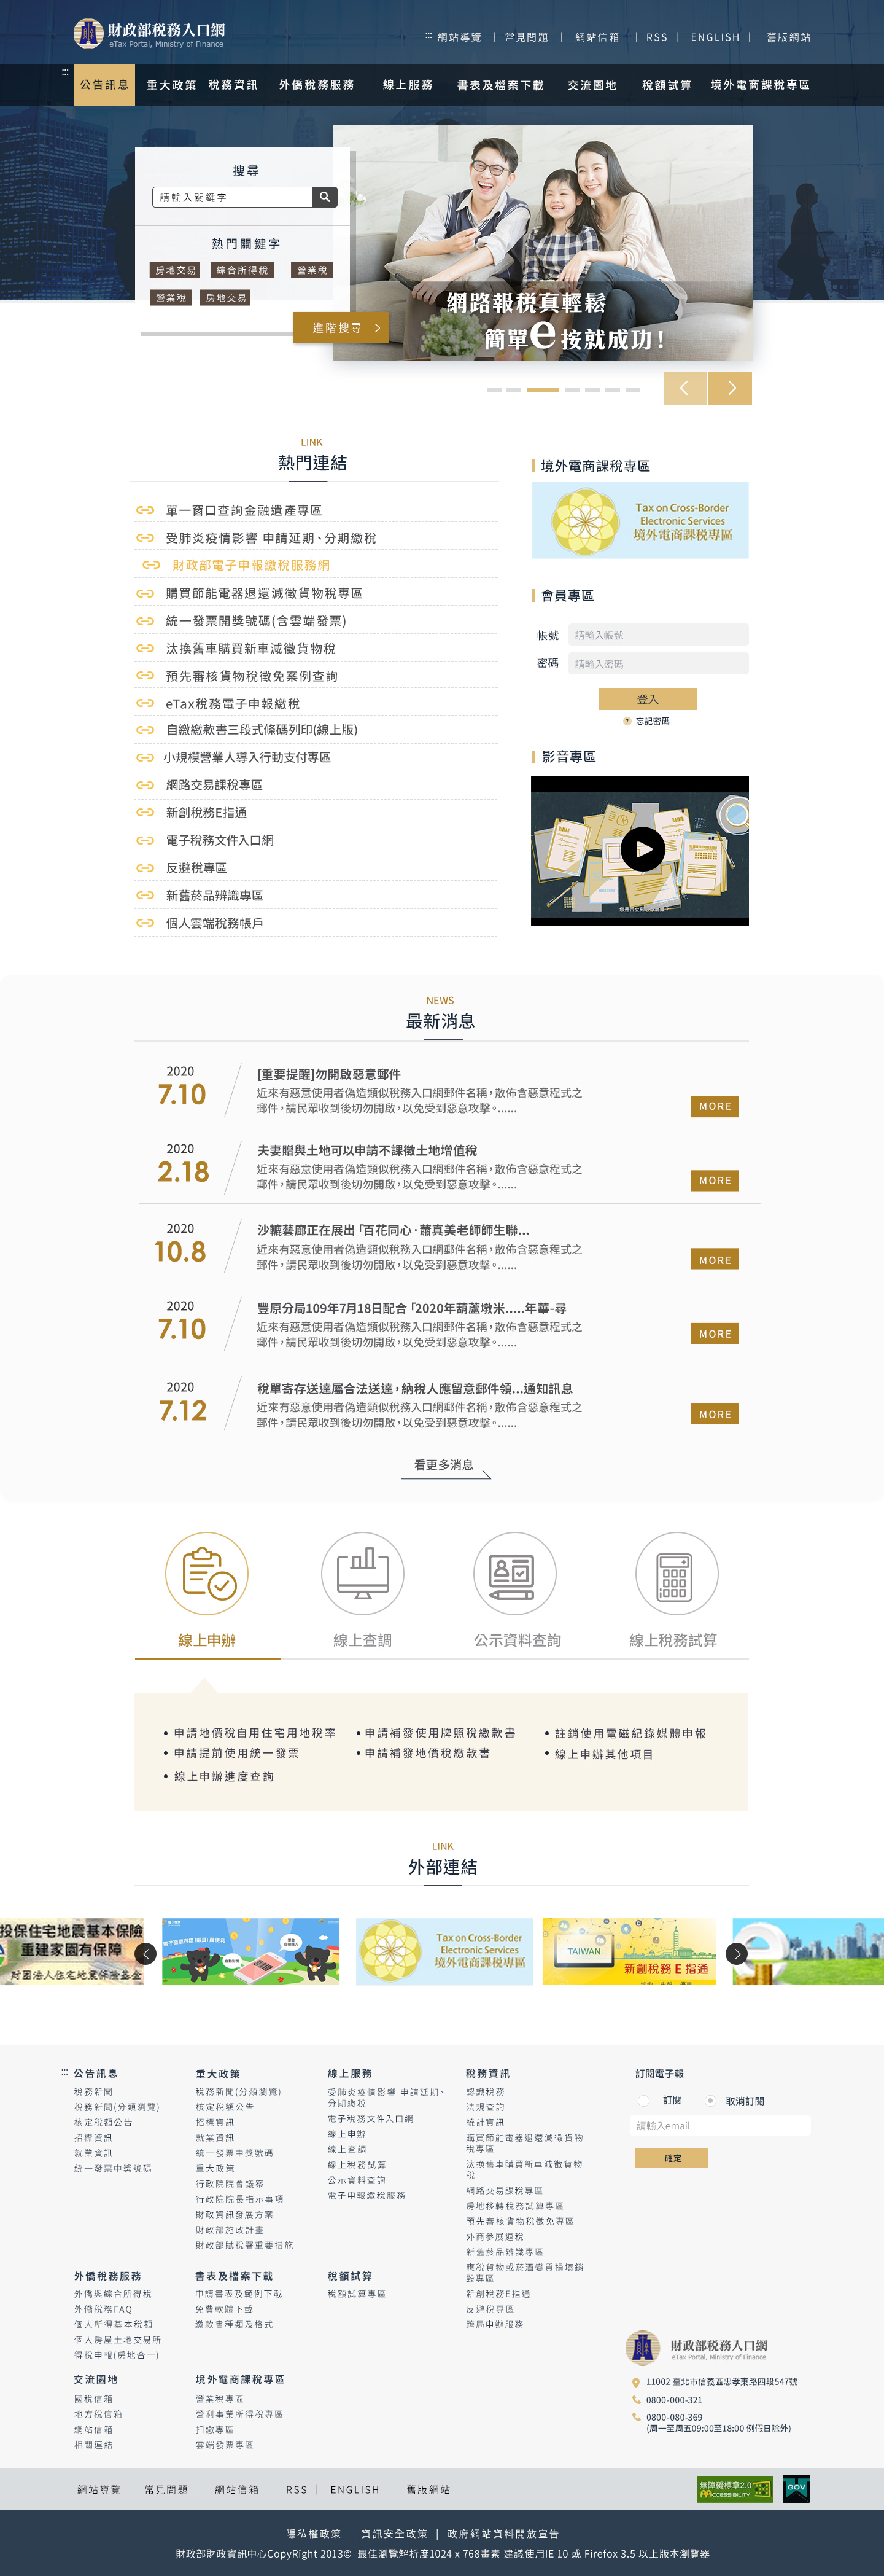 財政部稅務入口網
eTax Portal, Ministry of Finance
::: 網站導覽 | 常見問題 | 網站信箱 | RSS | ENGLISH | 舊版網站
:::
公告訊息 重大政策 稅務資訊 外僑稅務服務 線上服務 書表及檔案下載 交流園地 稅額試算 境外電商課稅專區
搜尋
請輸入關鍵字
熱門關鍵字
房地交易 綜合所得稅 營業稅
營業稅 房地交易
進階搜尋
網路報稅真輕鬆
簡單e按就成功!
LINK
熱門連結
單一窗口查詢金融遺產專區
受肺炎疫情影響 申請延期、分期繳稅
財政部電子申報繳稅服務網
購買節能電器退還減徵貨物稅專區
統一發票開獎號碼(含雲端發票)
汰換舊車購買新車減徵貨物稅
預先審核貨物稅徵免案例查詢
eTax稅務電子申報繳稅
自繳繳款書三段式條碼列印(線上版)
小規模營業人導入行動支付專區
網路交易課稅專區
新創稅務E指通
電子稅務文件入口網
反避稅專區
新舊菸品辨識專區
個人雲端稅務帳戶
境外電商課稅專區
Tax on Cross-Border
Electronic Services
境外電商課稅專區
會員專區
帳號 請輸入帳號
密碼 請輸入密碼
登入
? 忘記密碼
影音專區
NEWS
最新消息
2020
7.10
[重要提醒]勿開啟惡意郵件
近來有惡意使用者偽造類似稅務入口網郵件名稱，散佈含惡意程式之
郵件，請民眾收到後切勿開啟，以免受到惡意攻擊。......
MORE
2020
2.18
夫妻贈與土地可以申請不課徵土地增值稅
近來有惡意使用者偽造類似稅務入口網郵件名稱，散佈含惡意程式之
郵件，請民眾收到後切勿開啟，以免受到惡意攻擊。......
MORE
2020
10.8
沙轆藝廊正在展出「百花同心‧蕭真美老師師生聯...
近來有惡意使用者偽造類似稅務入口網郵件名稱，散佈含惡意程式之
郵件，請民眾收到後切勿開啟，以免受到惡意攻擊。......
MORE
2020
7.10
豐原分局109年7月18日配合「2020年葫蘆墩米.....年華-尋
近來有惡意使用者偽造類似稅務入口網郵件名稱，散佈含惡意程式之
郵件，請民眾收到後切勿開啟，以免受到惡意攻擊。......
MORE
2020
7.12
稅單寄存送達屬合法送達，納稅人應留意郵件領...通知訊息
近來有惡意使用者偽造類似稅務入口網郵件名稱，散佈含惡意程式之
郵件，請民眾收到後切勿開啟，以免受到惡意攻擊。......
MORE
看更多消息
線上申辦 線上查調 公示資料查詢 線上稅務試算
• 申請地價稅自用住宅用地稅率 • 申請補發使用牌照稅繳款書 • 註銷使用電磁紀錄媒體申報
• 申請提前使用統一發票 • 申請補發地價稅繳款書 • 線上申辦其他項目
• 線上申辦進度查詢
LINK
外部連結
投保住宅地震基本保險
重建家園有保障
財團法人住宅地震保險基金
Tax on Cross-Border
Electronic Services
境外電商課稅專區
TAIWAN
新創稅務 E 指通
::: 公告訊息
稅務新聞
稅務新聞(分類瀏覽)
核定稅額公告
招標資訊
就業資訊
統一發票中獎號碼
重大政策
稅務新聞(分類瀏覽)
核定稅額公告
招標資訊
就業資訊
統一發票中獎號碼
重大政策
行政院院會議案
行政院院長指示事項
財政資訊發展方案
財政部施政計畫
財政部賦稅署重要措施
線上服務
受肺炎疫情影響 申請延期、
分期繳稅
電子稅務文件入口網
線上申辦
線上查調
線上稅務試算
公示資料查詢
電子申報繳稅服務
稅務資訊
認識稅務
法規查詢
統計資訊
購買節能電器退還減徵貨物
稅專區
汰換舊車購買新車減徵貨物
稅
網路交易課稅專區
房地移轉稅務試算專區
預先審核貨物稅徵免專區
外商參展退稅
新舊菸品辨識專區
應稅貨物或菸酒變質損壞銷
毀專區
新創稅務E指通
反避稅專區
跨局申辦服務
訂閱電子報
訂閱 取消訂閱
請輸入email
確定
外僑稅務服務
外僑與綜合所得稅
外僑稅務FAQ
個人所得基本稅額
個人房屋土地交易所
得稅申報(房地合一)
書表及檔案下載
申請書表及範例下載
免費軟體下載
繳款書種類及格式
稅額試算
稅額試算專區
交流園地
國稅信箱
地方稅信箱
網站信箱
相關連結
境外電商課稅專區
營業稅專區
營利事業所得稅專區
扣繳專區
雲端發票專區
財政部稅務入口網
eTax Portal, Ministry of Finance
11002 臺北市信義區忠孝東路四段547號
0800-000-321
0800-080-369
(周一至周五09:00至18:00 例假日除外)
網站導覽 | 常見問題 | 網站信箱 | RSS | ENGLISH | 舊版網站
無障礙標章2.0
AACCESSIBILITY
GOV
隱私權政策 | 資訊安全政策 | 政府網站資料開放宣告
財政部財政資訊中心CopyRight 2013© 最佳瀏覽解析度1024 x 768畫素 建議使用IE 10 或 Firefox 3.5 以上版本瀏覽器